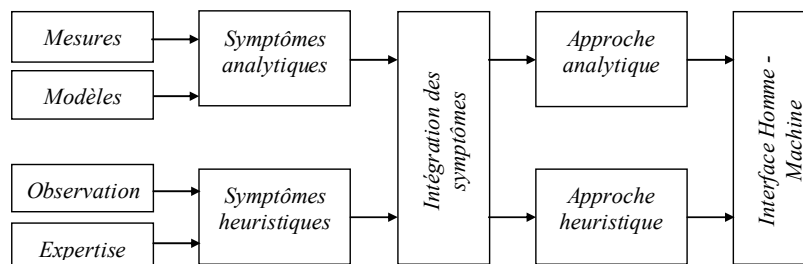 Mesures
Modèles
Symptômes
analytiques
Observation
Expertise
Symptômes
heuristiques
Intégration des
symptômes
Approche
analytique
Approche
heuristique
Interface Homme -
Machine